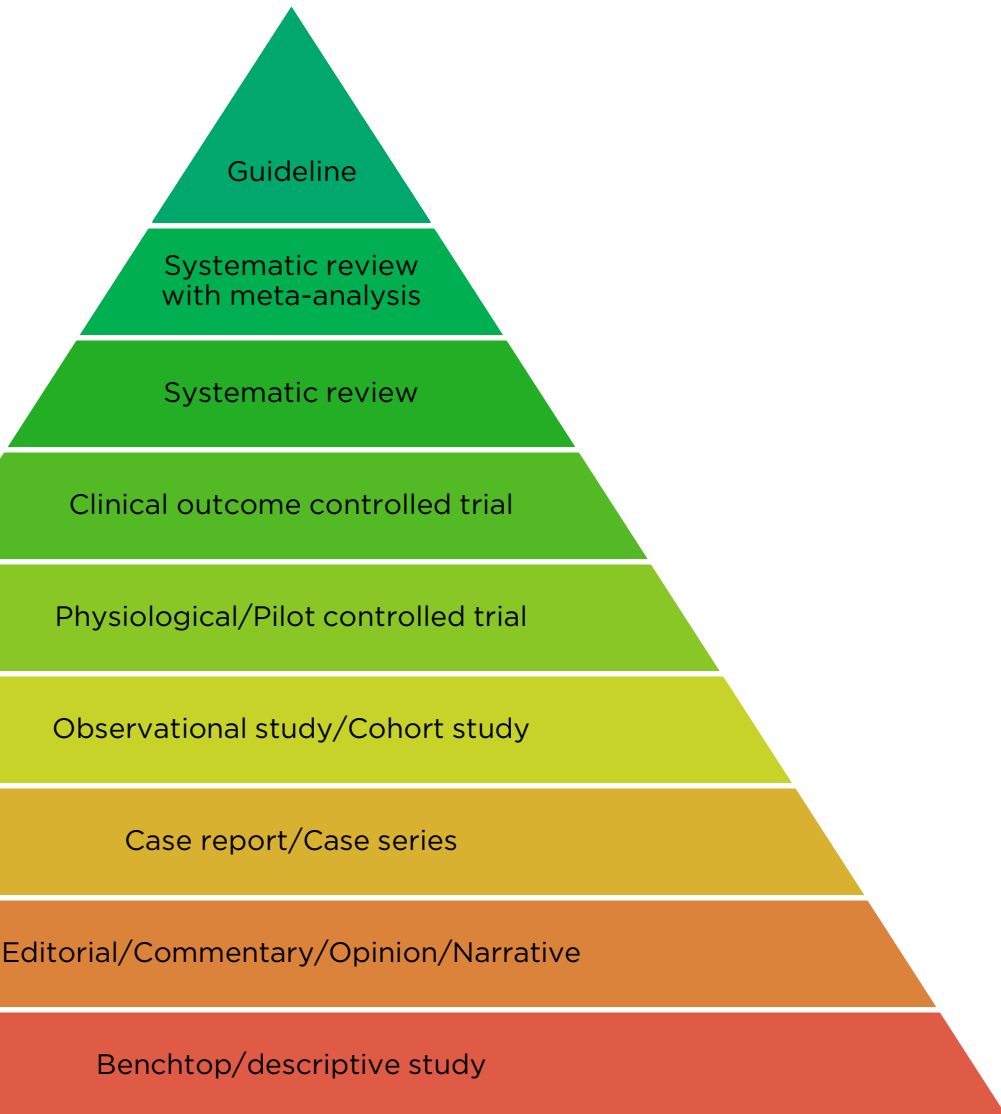 Guideline
Systematic review
with meta-analysis
Systematic review
Clinical outcome controlled trial
Physiological/Pilot controlled trial
Observational study/Cohort study
Case report/Case series
Editorial/Commentary/Opinion/Narrative
Benchtop/descriptive study